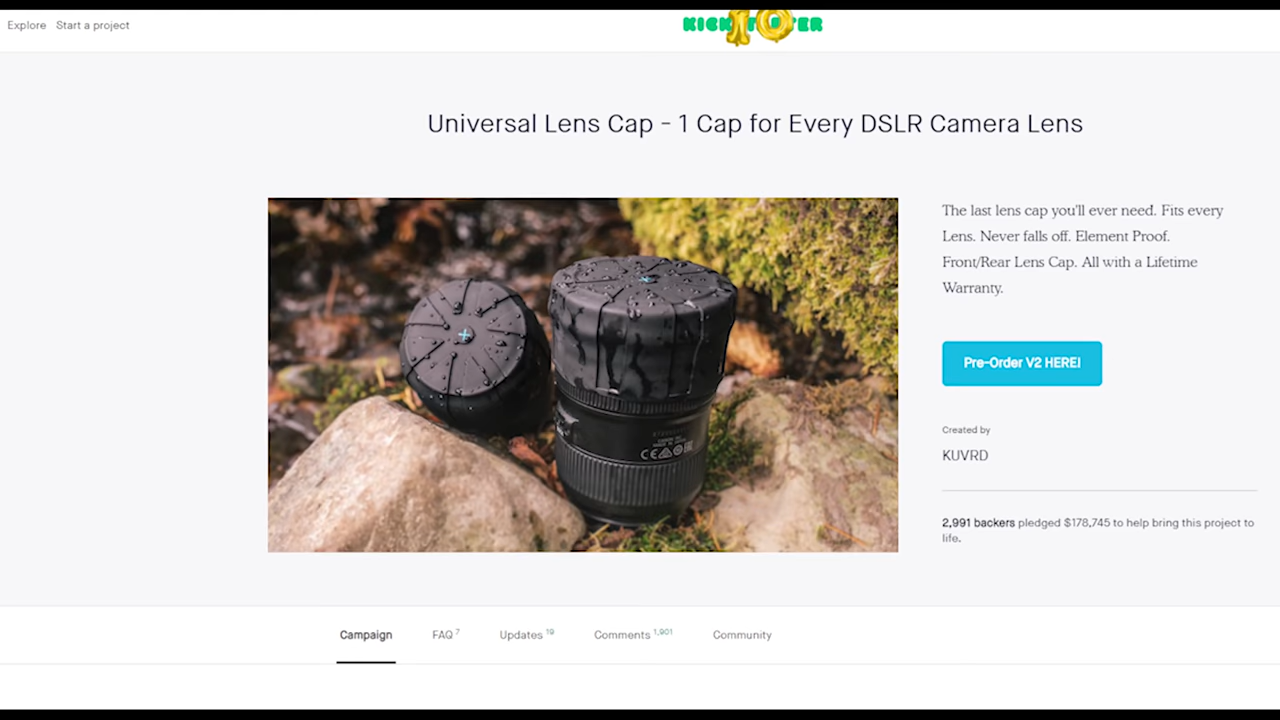 Explore Start a project
KICK
ER
Universal Lens Cap - 1 Cap for Every DSLR Camera Lens
The last lens cap you'll ever need. Fits every
Lens. Never falls off. Element Proof.
Front/Rear Lens Cap. All with a Lifetime
Warranty.
Pre-Order V2 HERE!
Created by
KUVRD
2,991 backers pledged $178,745 to help bring this project to
life.
Campaign FAQ 7 Updates 19 Comments 1,901 Community